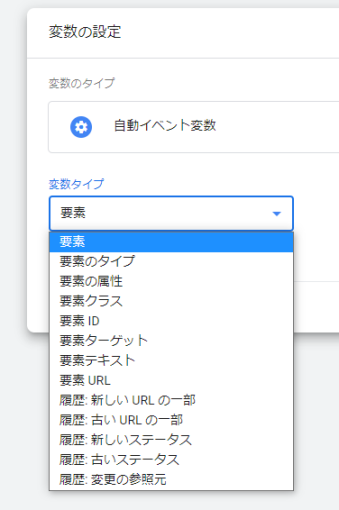 変数の設定
変数のタイプ
自動イベント変数
変数タイプ
要素
要素
要素のタイプ
要素の属性
要素クラス
要素 ID
要素ターゲット
要素テキスト
要素 URL
履歴: 新しい URL の一部
履歴: 古い URL の一部
履歴: 新しいステータス
履歴: 古いステータス
履歴: 変更の参照元